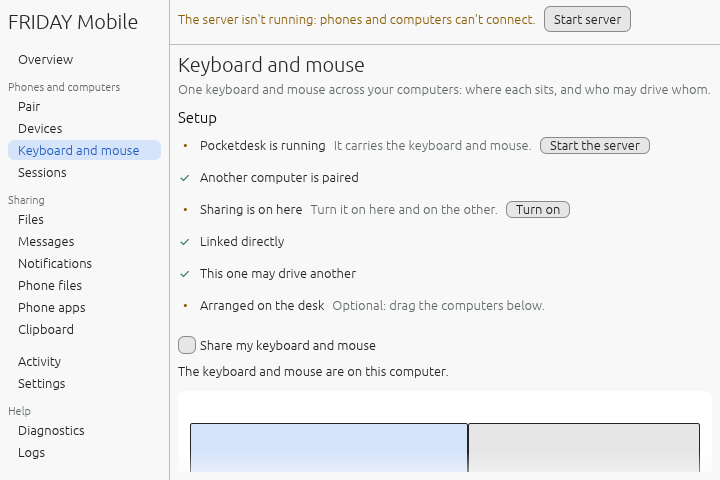 FRIDAY Mobile
Overview
Phones and computers
Pair
Devices
Keyboard and mouse
Sessions
Sharing
Files
Messages
Notifications
Phone files
Phone apps
Clipboard
Activity
Settings
Help
Diagnostics
Logs
The server isn't running: phones and computers can't connect. Start server
Keyboard and mouse
One keyboard and mouse across your computers: where each sits, and who may drive whom.
Setup
Pocketdesk is running It carries the keyboard and mouse. Start the server
Another computer is paired
Sharing is on here Turn it on here and on the other. Turn on
Linked directly
This one may drive another
Arranged on the desk Optional: drag the computers below.
Share my keyboard and mouse
The keyboard and mouse are on this computer.